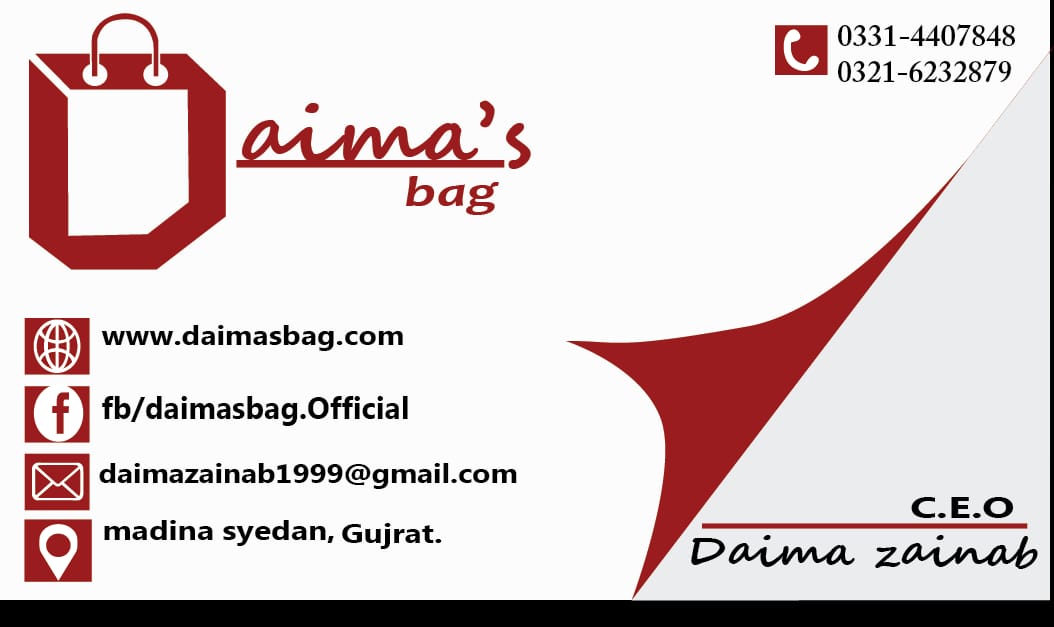 Daima's
bag
0331-4407848
0321-6232879
www.daimasbag.com
fb/daimasbag.Official
daimazainab1999@gmail.com
madina syedan, Gujrat.
C.E.O
Daima zainab